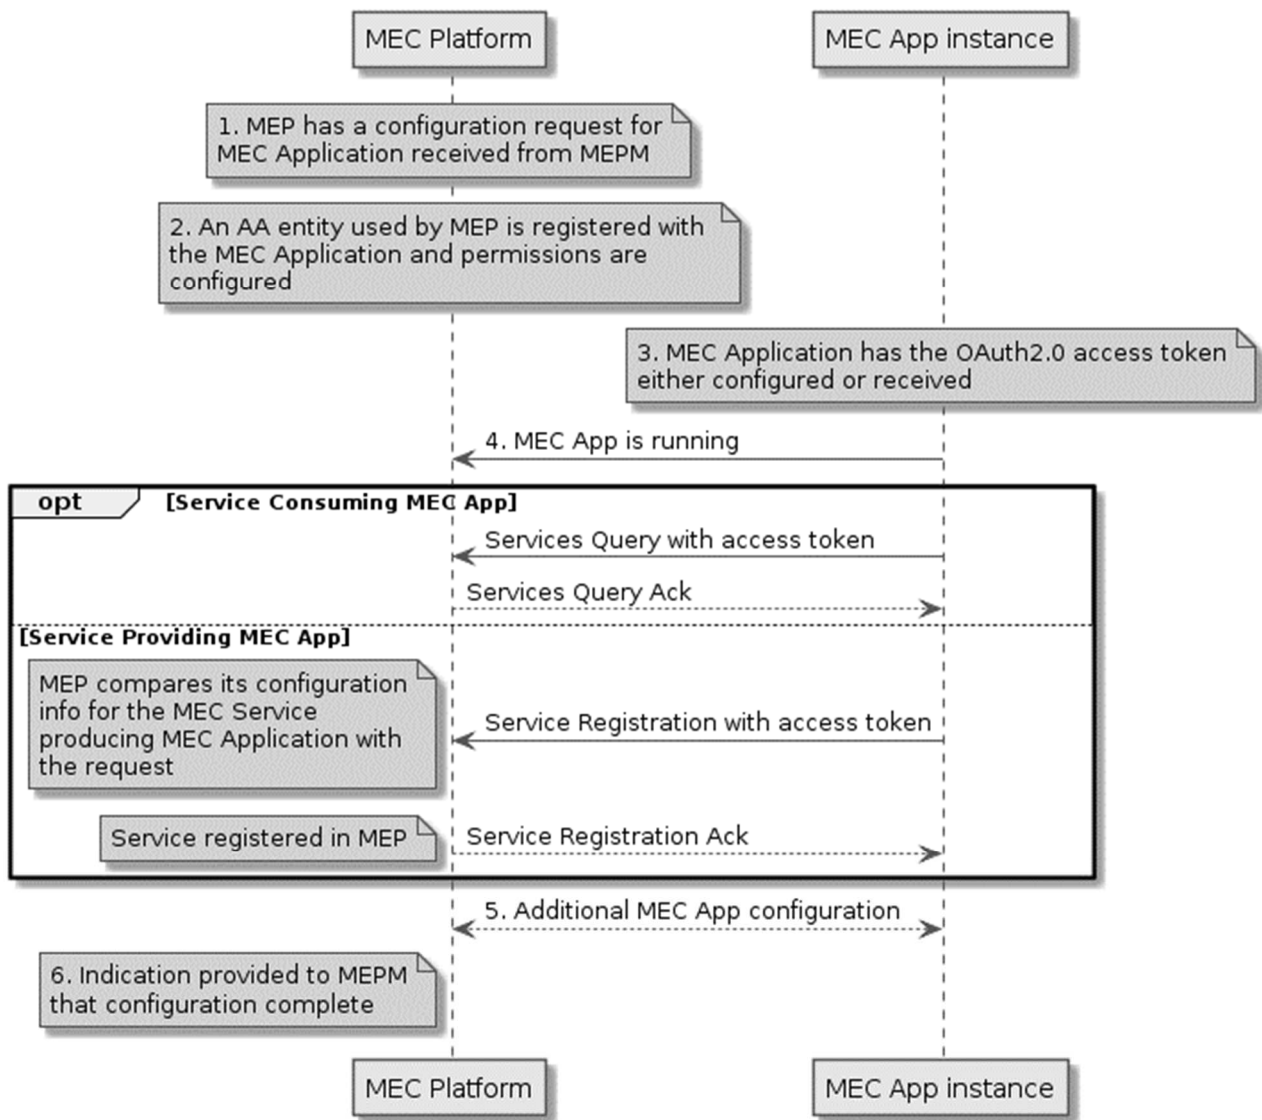 MEC Platform
MEC App instance
1. MEP has a configuration request for
MEC Application received from MEPM
2. An AA entity used by MEP is registered with
the MEC Application and permissions are
configured
3. MEC Application has the OAuth2.0 access token
either configured or received
4. MEC App is running
opt
[Service Consuming MEC App]
Services Query with access token
Services Query Ack
[Service Providing MEC App]
MEP compares its configuration
info for the MEC Service
producing MEC Application with
the request
Service Registration with access token
Service registered in MEP
Service Registration Ack
5. Additional MEC App configuration
6. Indication provided to MEPM
that configuration complete
MEC Platform
MEC App instance